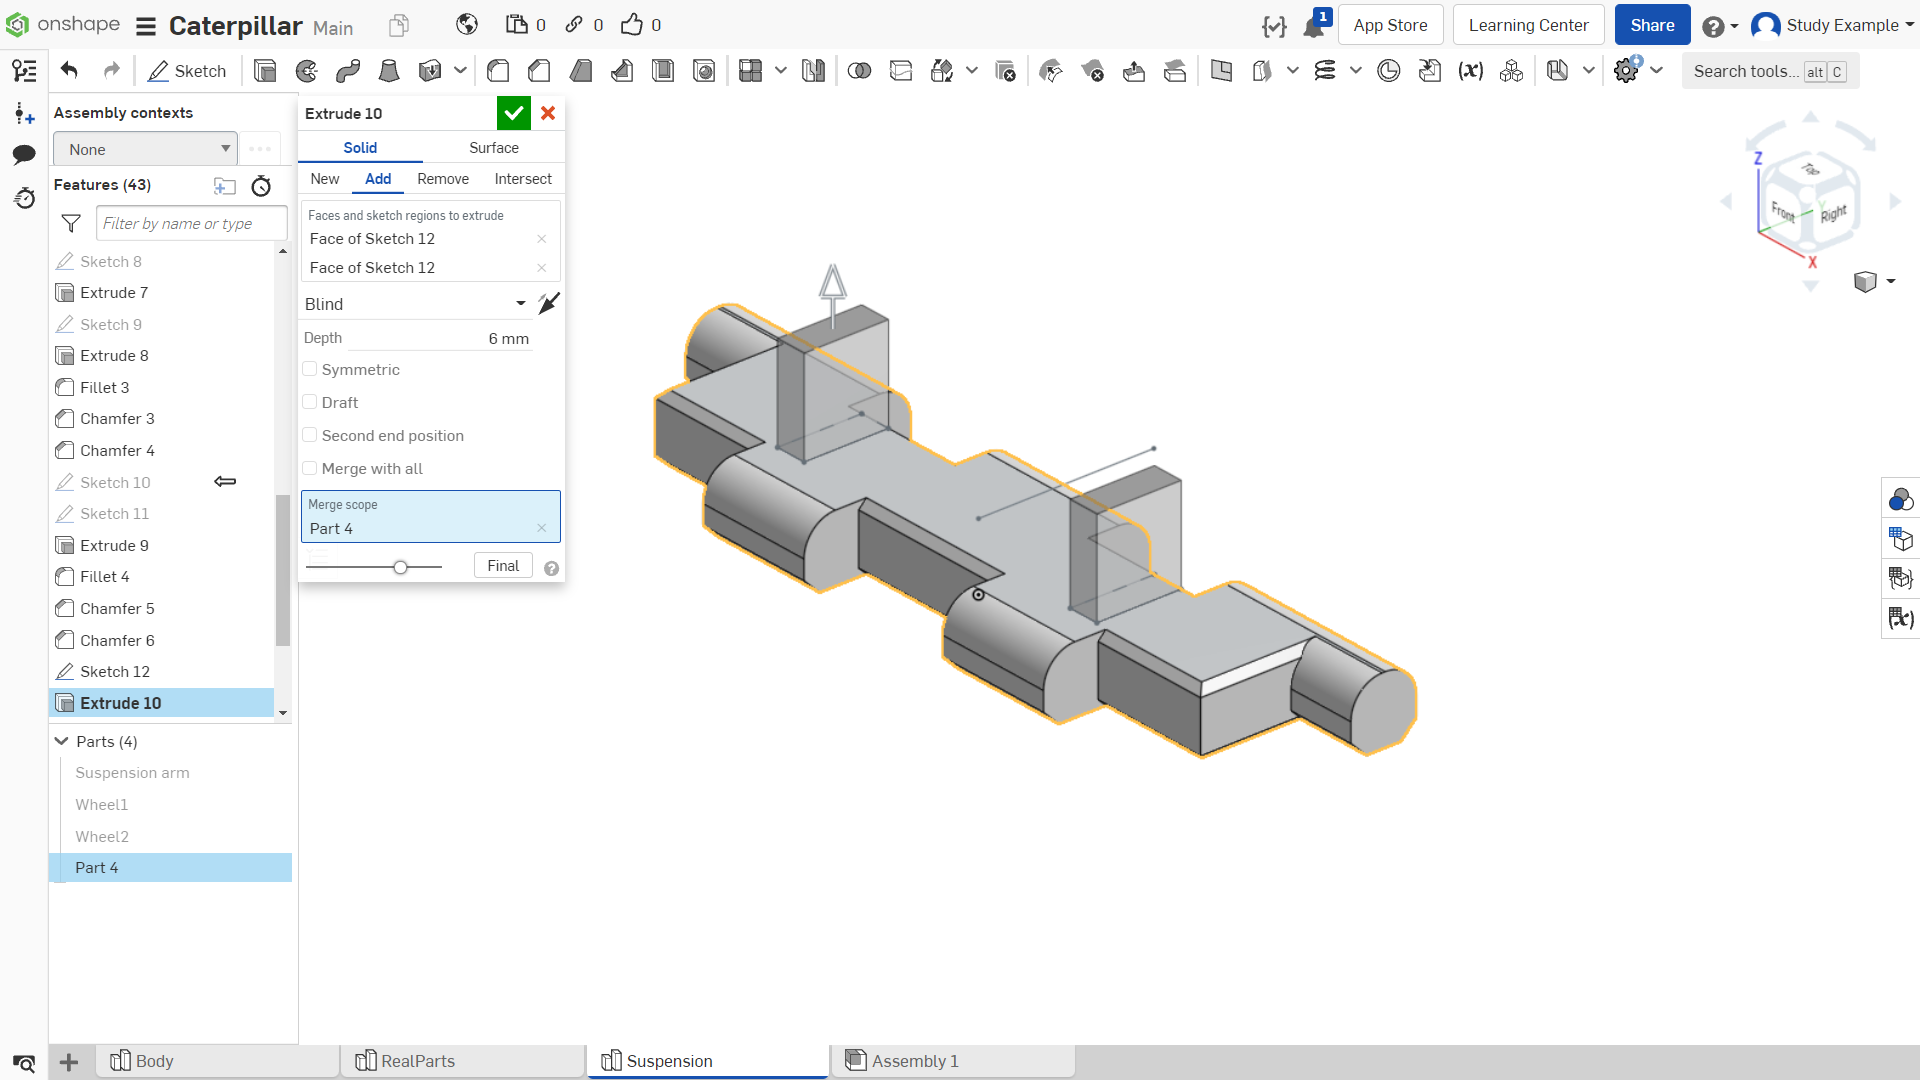 onshape Caterpillar Main 0 0 0 1 App Store Learning Center Share Study Example
Sketch Search tools... alt C
Assembly contexts
None
Features (43)
Filter by name or type
Sketch 8
Extrude 7
Sketch 9
Extrude 8
Fillet 3
Chamfer 3
Chamfer 4
Sketch 10
Sketch 11
Extrude 9
Fillet 4
Chamfer 5
Chamfer 6
Sketch 12
Extrude 10
Parts (4)
Suspension arm
Wheel1
Wheel2
Part 4
Extrude 10
Solid Surface
New Add Remove Intersect
Faces and sketch regions to extrude
Face of Sketch 12
Face of Sketch 12
Blind
Depth 6 mm
Symmetric
Draft
Second end position
Merge with all
Merge scope
Part 4
Final
Z
Top
Front Right
Y
X
Body RealParts Suspension Assembly 1